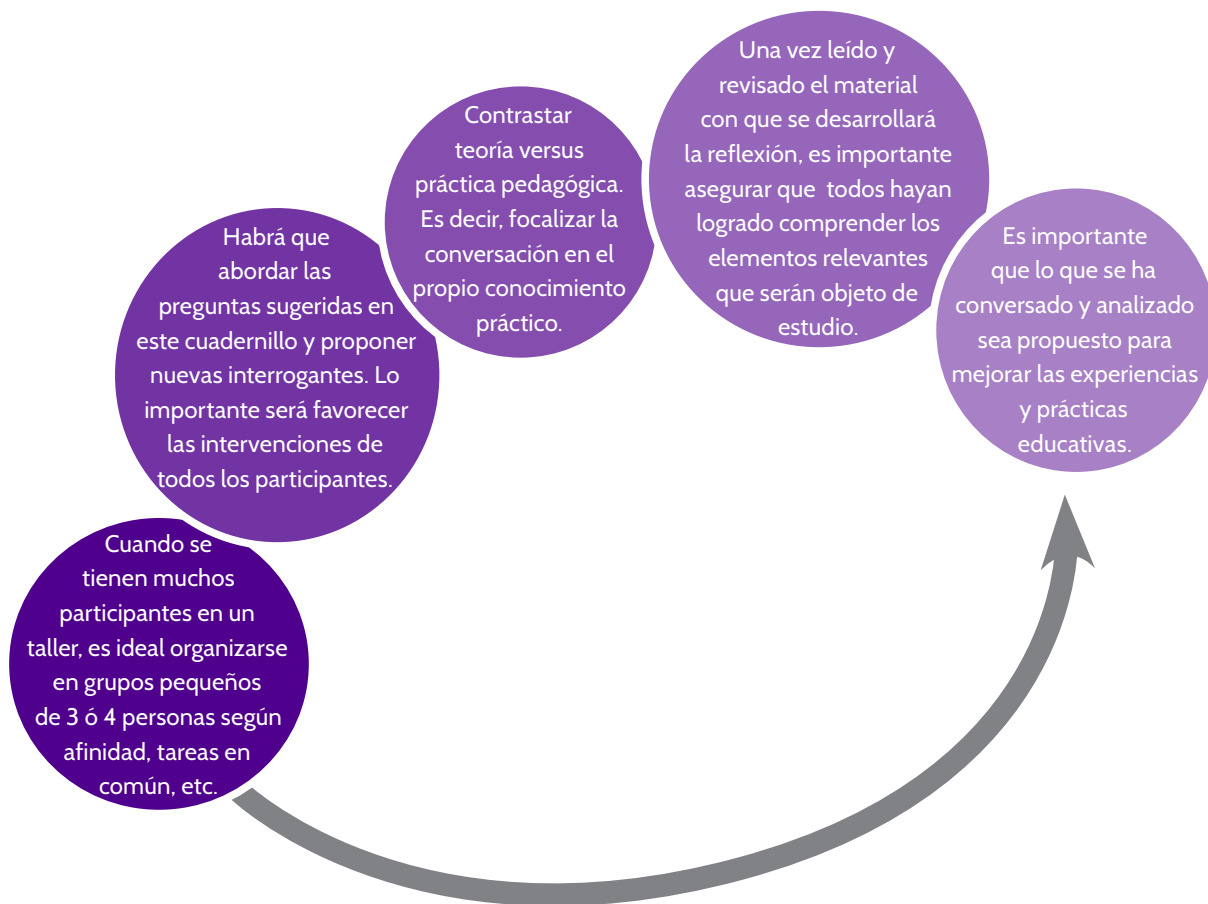 Cuando se
tienen muchos
participantes en un
taller, es ideal organizarse
en grupos pequeños
de 3 ó 4 personas según
afinidad, tareas en
común, etc.
Habrá que
abordar las
preguntas sugeridas en
este cuadernillo y proponer
nuevas interrogantes. Lo
importante será favorecer
las intervenciones de
todos los participantes.
Contrastar
teoría versus
práctica pedagógica.
Es decir, focalizar la
conversación en el
propio conocimiento
práctico.
Una vez leído y
revisado el material
con que se desarrollará
la reflexión, es importante
asegurar que todos hayan
logrado comprender los
elementos relevantes
que serán objeto de
estudio.
Es importante
que lo que se ha
conversado y analizado
sea propuesto para
mejorar las experiencias
y prácticas
educativas.